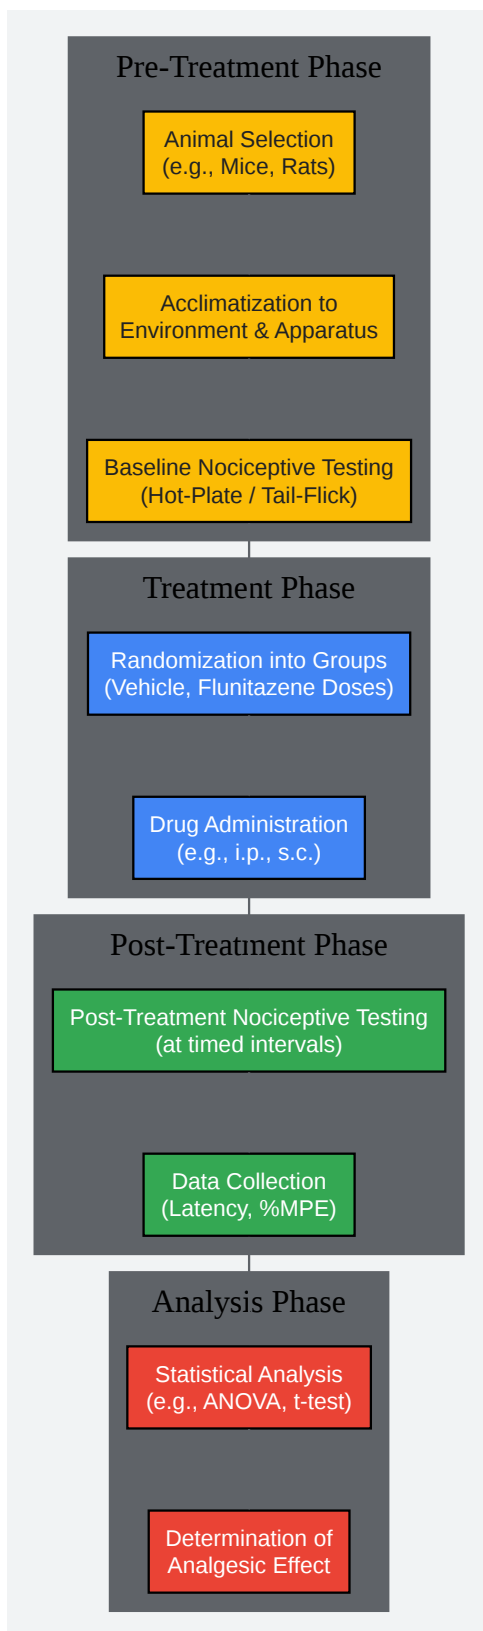 Pre-Treatment Phase
Animal Selection
(e.g., Mice, Rats)
Acclimatization to
Environment & Apparatus
Baseline Nociceptive Testing
(Hot-Plate / Tail-Flick)
Treatment Phase
Randomization into Groups
(Vehicle, Flunitazene Doses)
Drug Administration
(e.g., i.p., s.c.)
Post-Treatment Phase
Post-Treatment Nociceptive Testing
(at timed intervals)
Data Collection
(Latency, %MPE)
Analysis Phase
Statistical Analysis
(e.g., ANOVA, t-test)
Determination of
Analgesic Effect